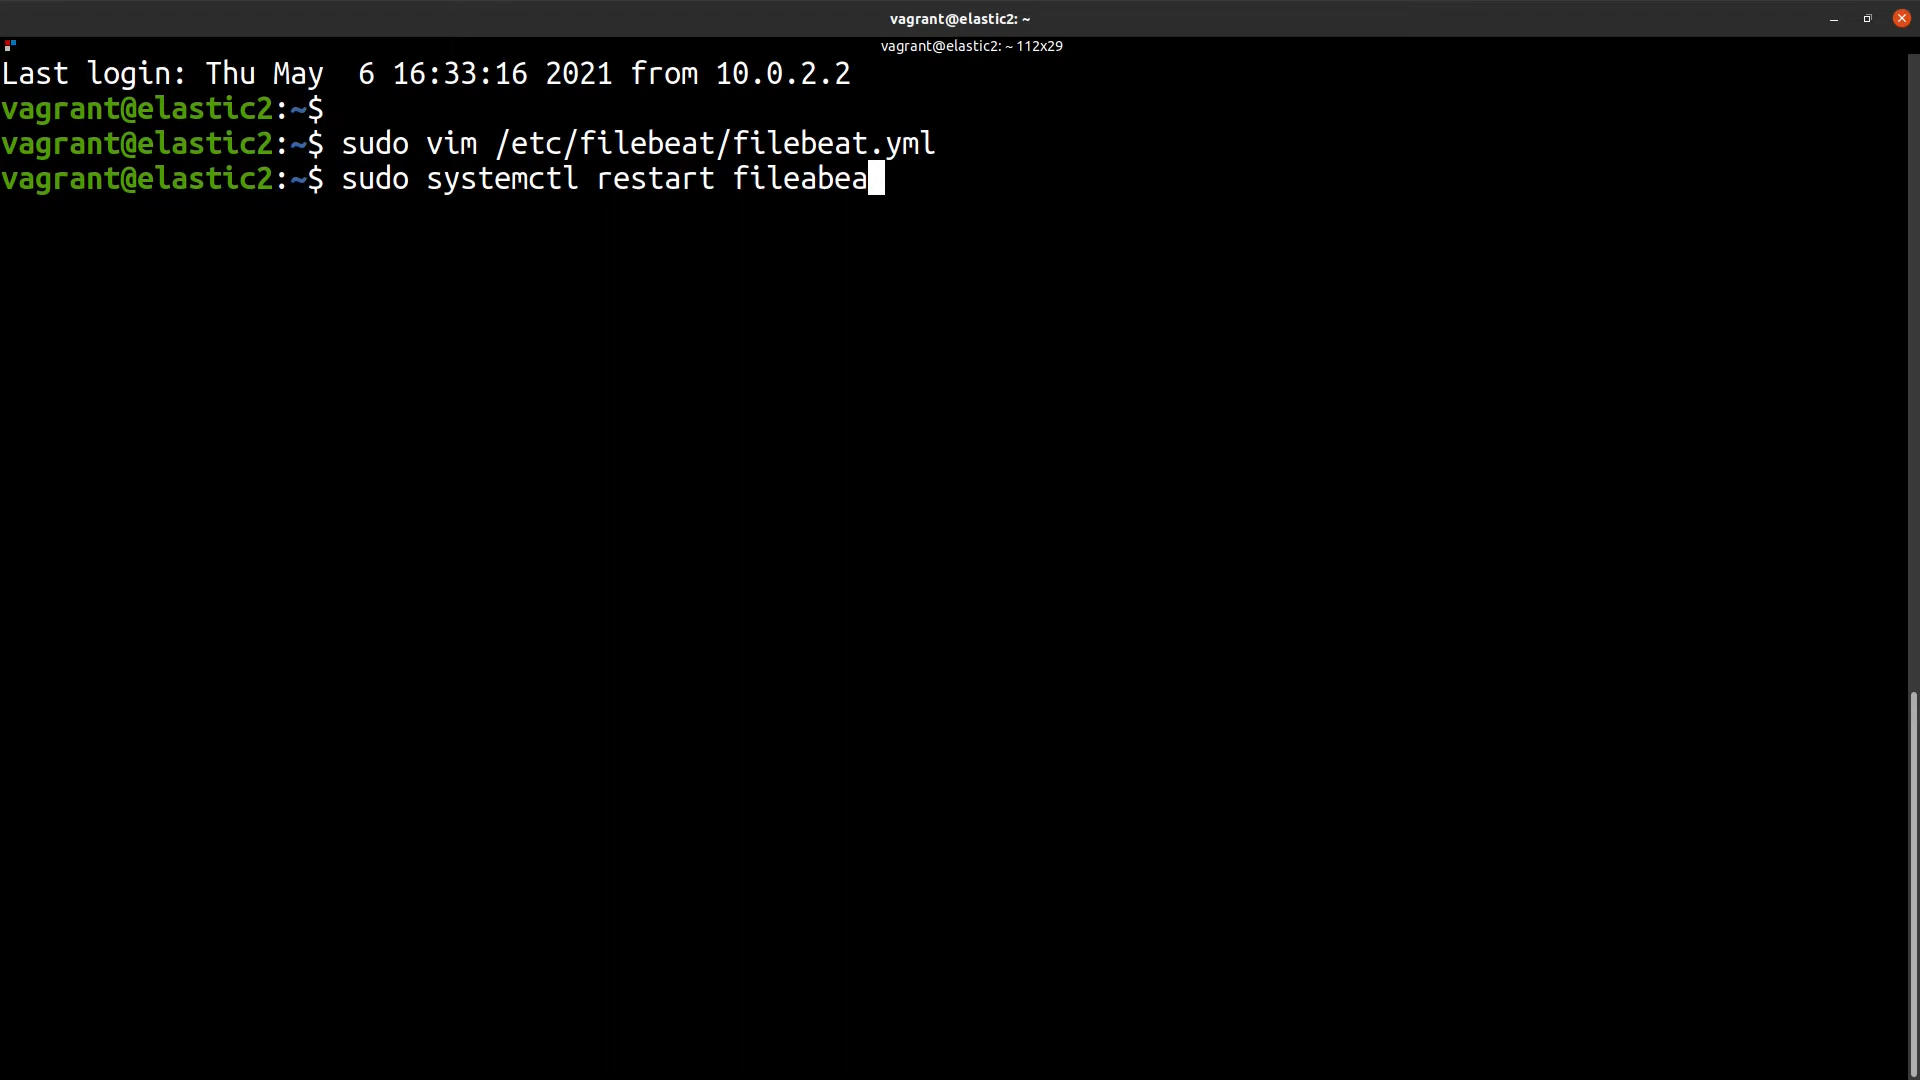 vagrant@elastic2: ~
vagrant@elastic2: ~ 112x29
Last login: Thu May  6 16:33:16 2021 from 10.0.2.2
vagrant@elastic2:~$
vagrant@elastic2:~$ sudo vim /etc/filebeat/filebeat.yml
vagrant@elastic2:~$ sudo systemctl restart fileabea